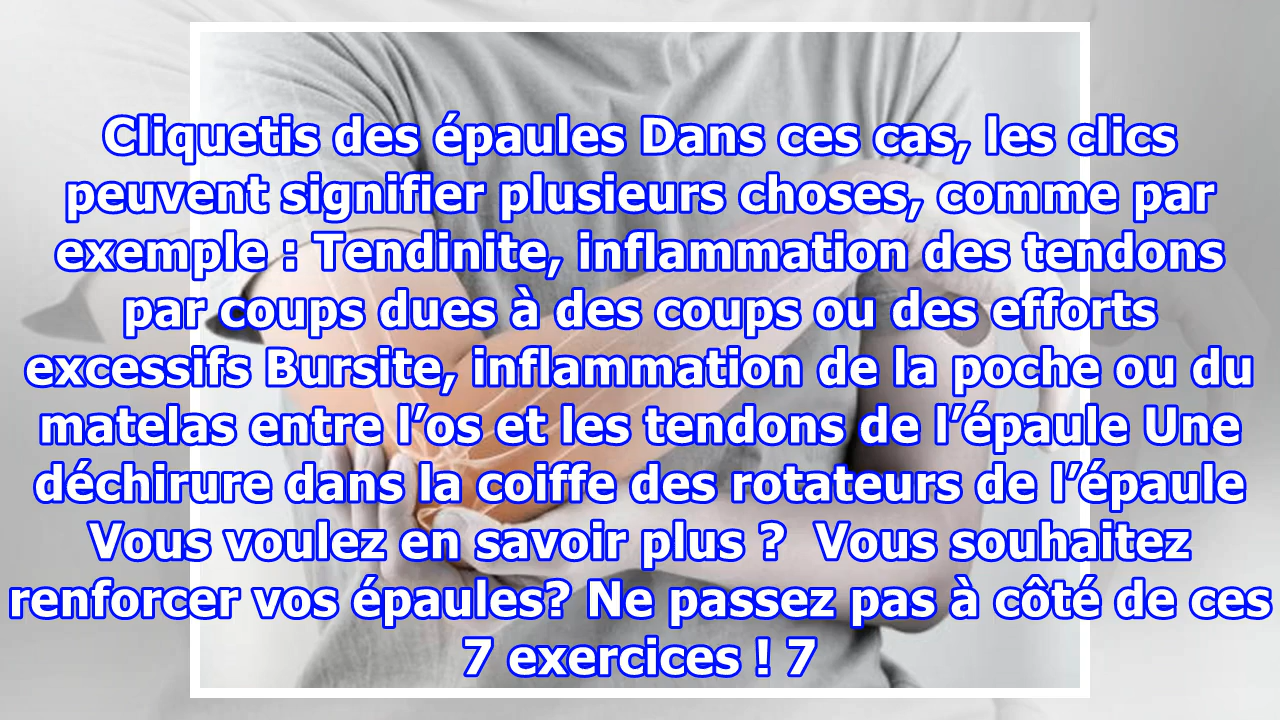 Cliquetis des épaules Dans ces cas, les clics
peuvent signifier plusieurs choses, comme par
exemple : Tendinite, inflammation des tendons
par coups dues à des coups ou des efforts
excessifs Bursite, inflammation de la poche ou du
matelas entre l’os et les tendons de l’épaule Une
déchirure dans la coiffe des rotateurs de l’épaule
Vous voulez en savoir plus ?  Vous souhaitez
renforcer vos épaules? Ne passez pas à côté de ces
7 exercices ! 7